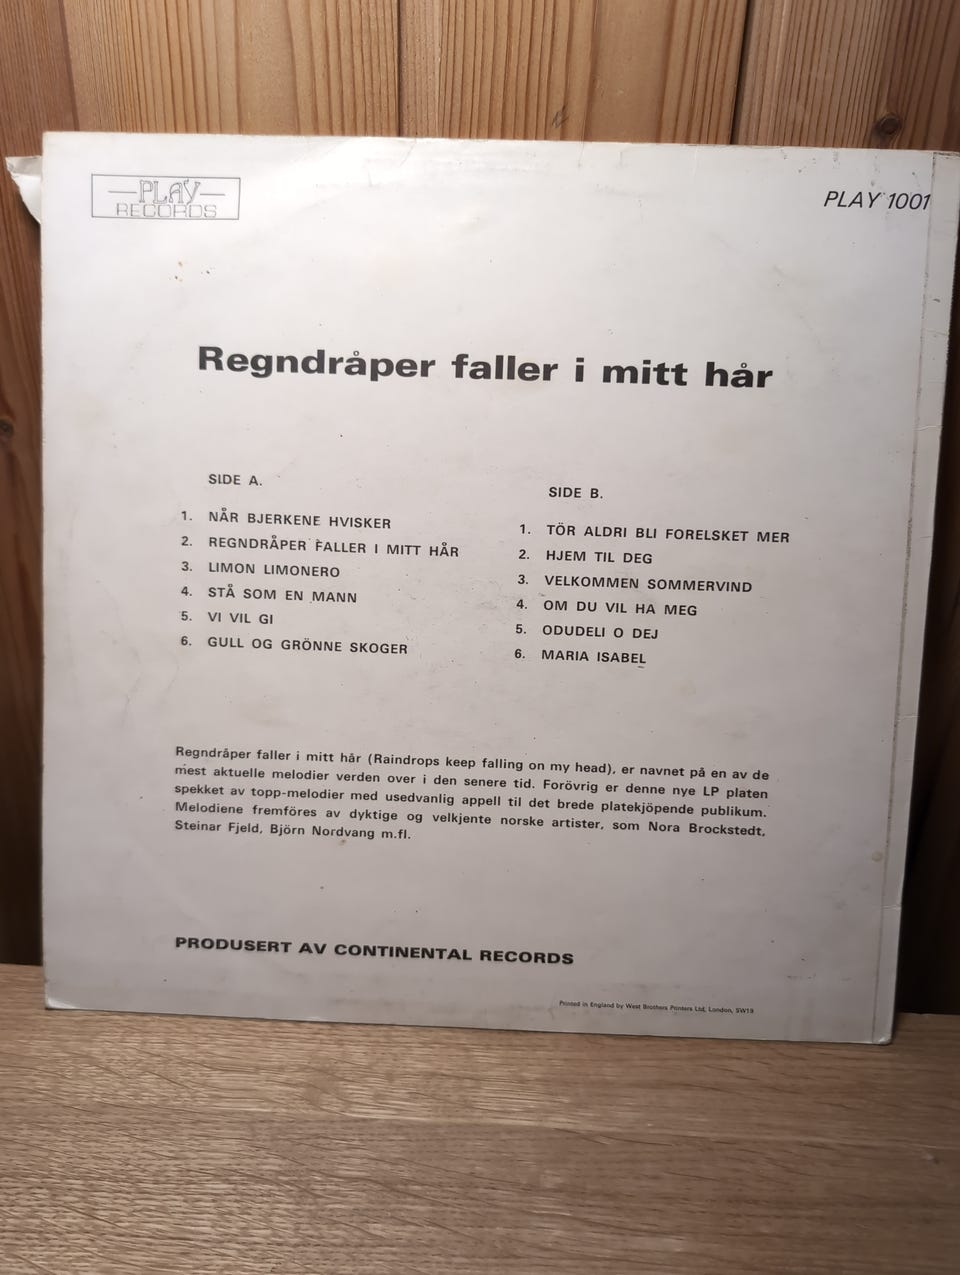 PLAY
RECORDS
PLAY 1001
Regndråper faller i mitt hår
SIDE A.
1. NÅR BJERKENE HVISKER
2. REGNDRÅPER FALLER I MITT HÅR
3. LIMON LIMONERO
4. STÅ SOM EN MANN
5. VI VIL GI
6. GULL OG GRÖNNE SKOGER
SIDE B.
1. TÖR ALDRI BLI FORELSKET MER
2. HJEM TIL DEG
3. VELKOMMEN SOMMERVIND
4. OM DU VIL HA MEG
5. ODUDELI O DEJ
6. MARIA ISABEL
Regndråper faller i mitt hår (Raindrops keep falling on my head), er navnet på en av de
mest aktuelle melodier verden over i den senere tid. Forövrig er denne nye LP platen
spekket av topp-melodier med usedvanlig appell til det brede platekjöpende publikum.
Melodiene fremföres av dyktige og velkjente norske artister, som Nora Brockstedt,
Steinar Fjeld, Björn Nordvang m.fl.
PRODUSERT AV CONTINENTAL RECORDS
Printed in England by West Brothers Printers Ltd, London, SW19